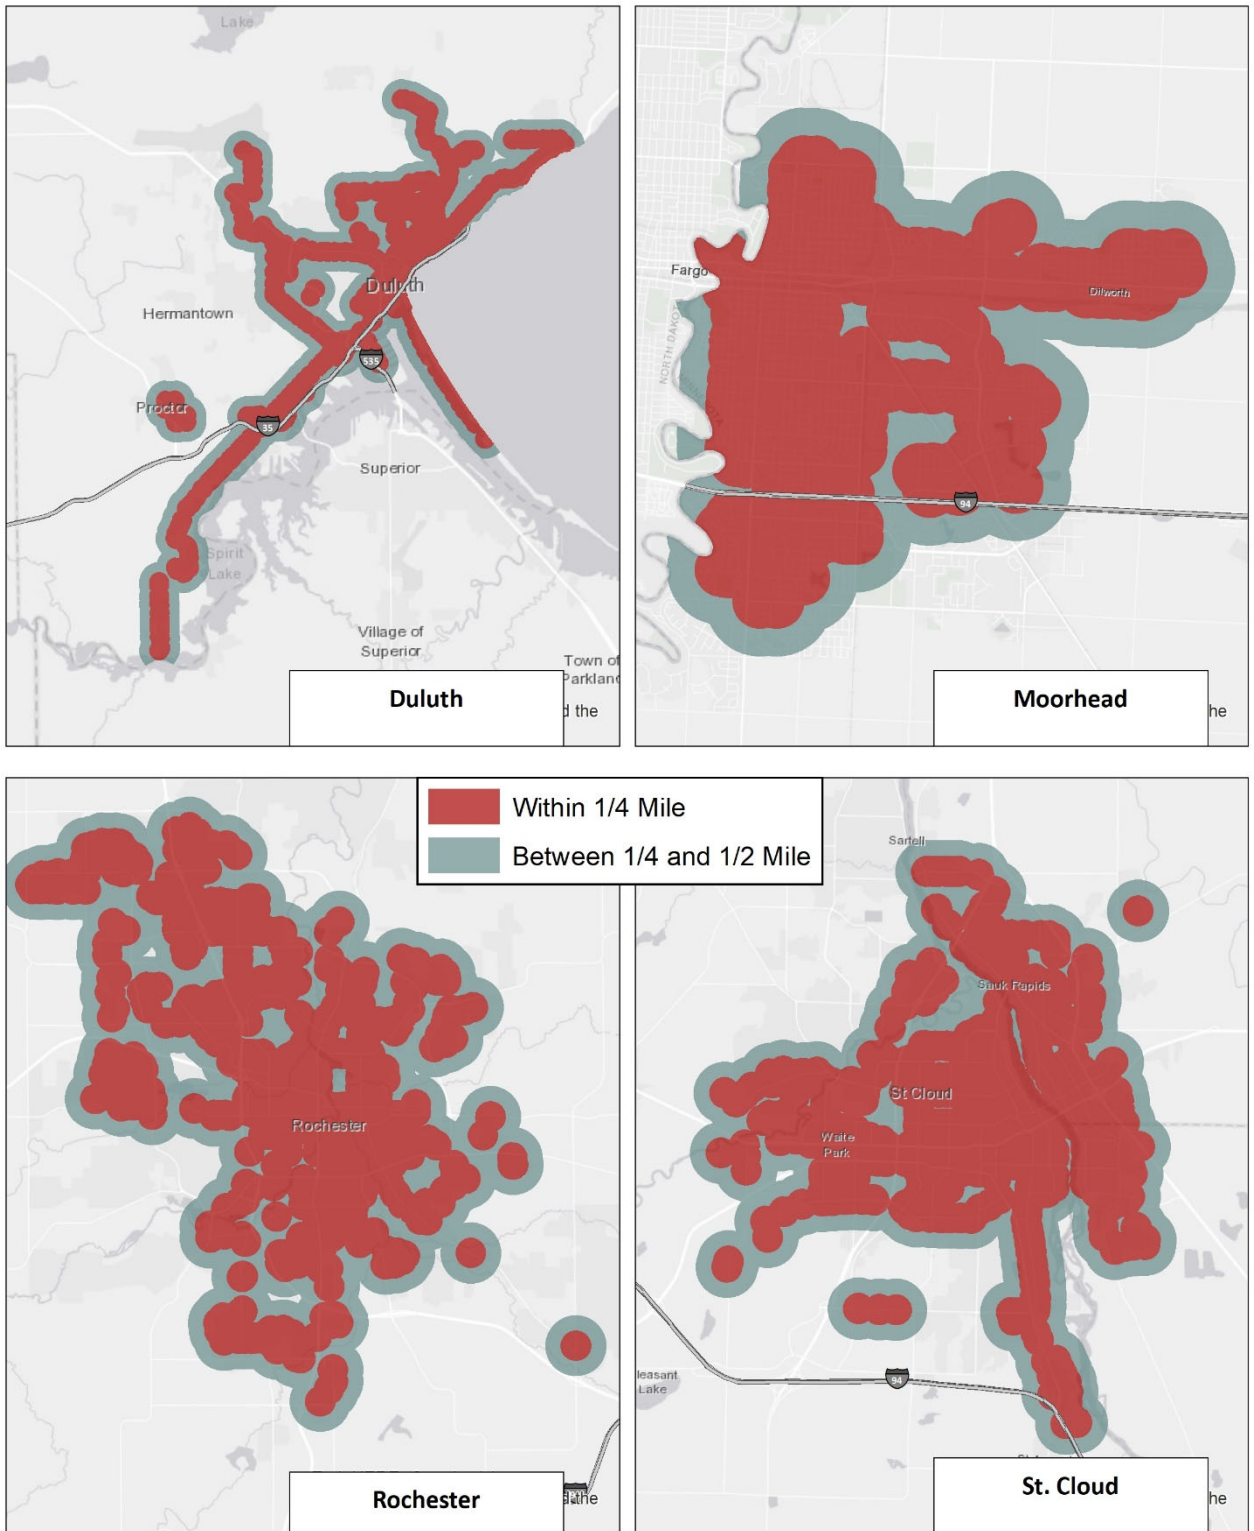 Lake
Duluth
Hermantown
535
Proctor
35
Superior
Spirit
Lake
Village of
Superior
Town of
Parkland
Duluth
d the
Fargo
Dilworth
NORTH DAKOTA
MINNESOTA
94
Moorhead
he
Within 1/4 Mile
Between 1/4 and 1/2 Mile
Rochester
Rochester
d the
Sartell
Sauk Rapids
St Cloud
Waite
Park
leasant
Lake
94
St. Cloud
he